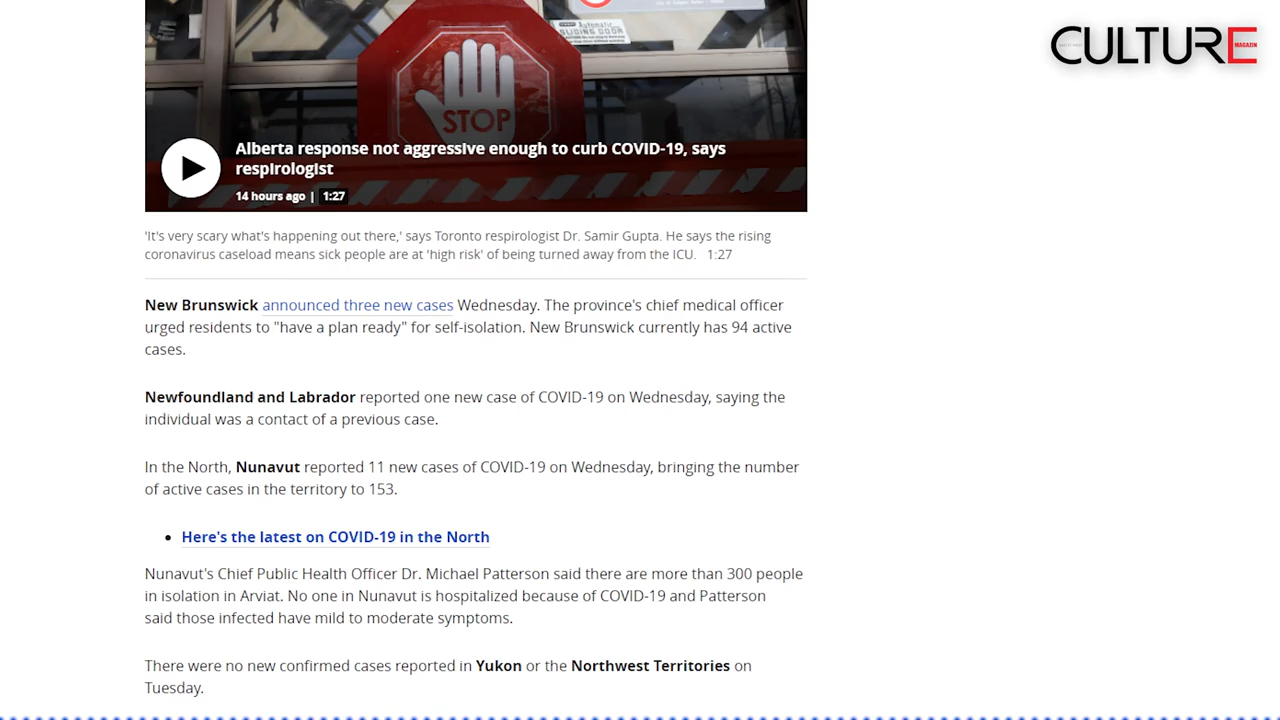 Automatic
SLIDING DOOR
STOP
CULTURE
MAGAZIN
Alberta response not aggressive enough to curb COVID-19, says
respirologist
14 hours ago | 1:27
'It's very scary what's happening out there,' says Toronto respirologist Dr. Samir Gupta. He says the rising
coronavirus caseload means sick people are at 'high risk' of being turned away from the ICU. 1:27
New Brunswick announced three new cases Wednesday. The province's chief medical officer
urged residents to "have a plan ready" for self-isolation. New Brunswick currently has 94 active
cases.
Newfoundland and Labrador reported one new case of COVID-19 on Wednesday, saying the
individual was a contact of a previous case.
In the North, Nunavut reported 11 new cases of COVID-19 on Wednesday, bringing the number
of active cases in the territory to 153.
• Here's the latest on COVID-19 in the North
Nunavut's Chief Public Health Officer Dr. Michael Patterson said there are more than 300 people
in isolation in Arviat. No one in Nunavut is hospitalized because of COVID-19 and Patterson
said those infected have mild to moderate symptoms.
There were no new confirmed cases reported in Yukon or the Northwest Territories on
Tuesday.